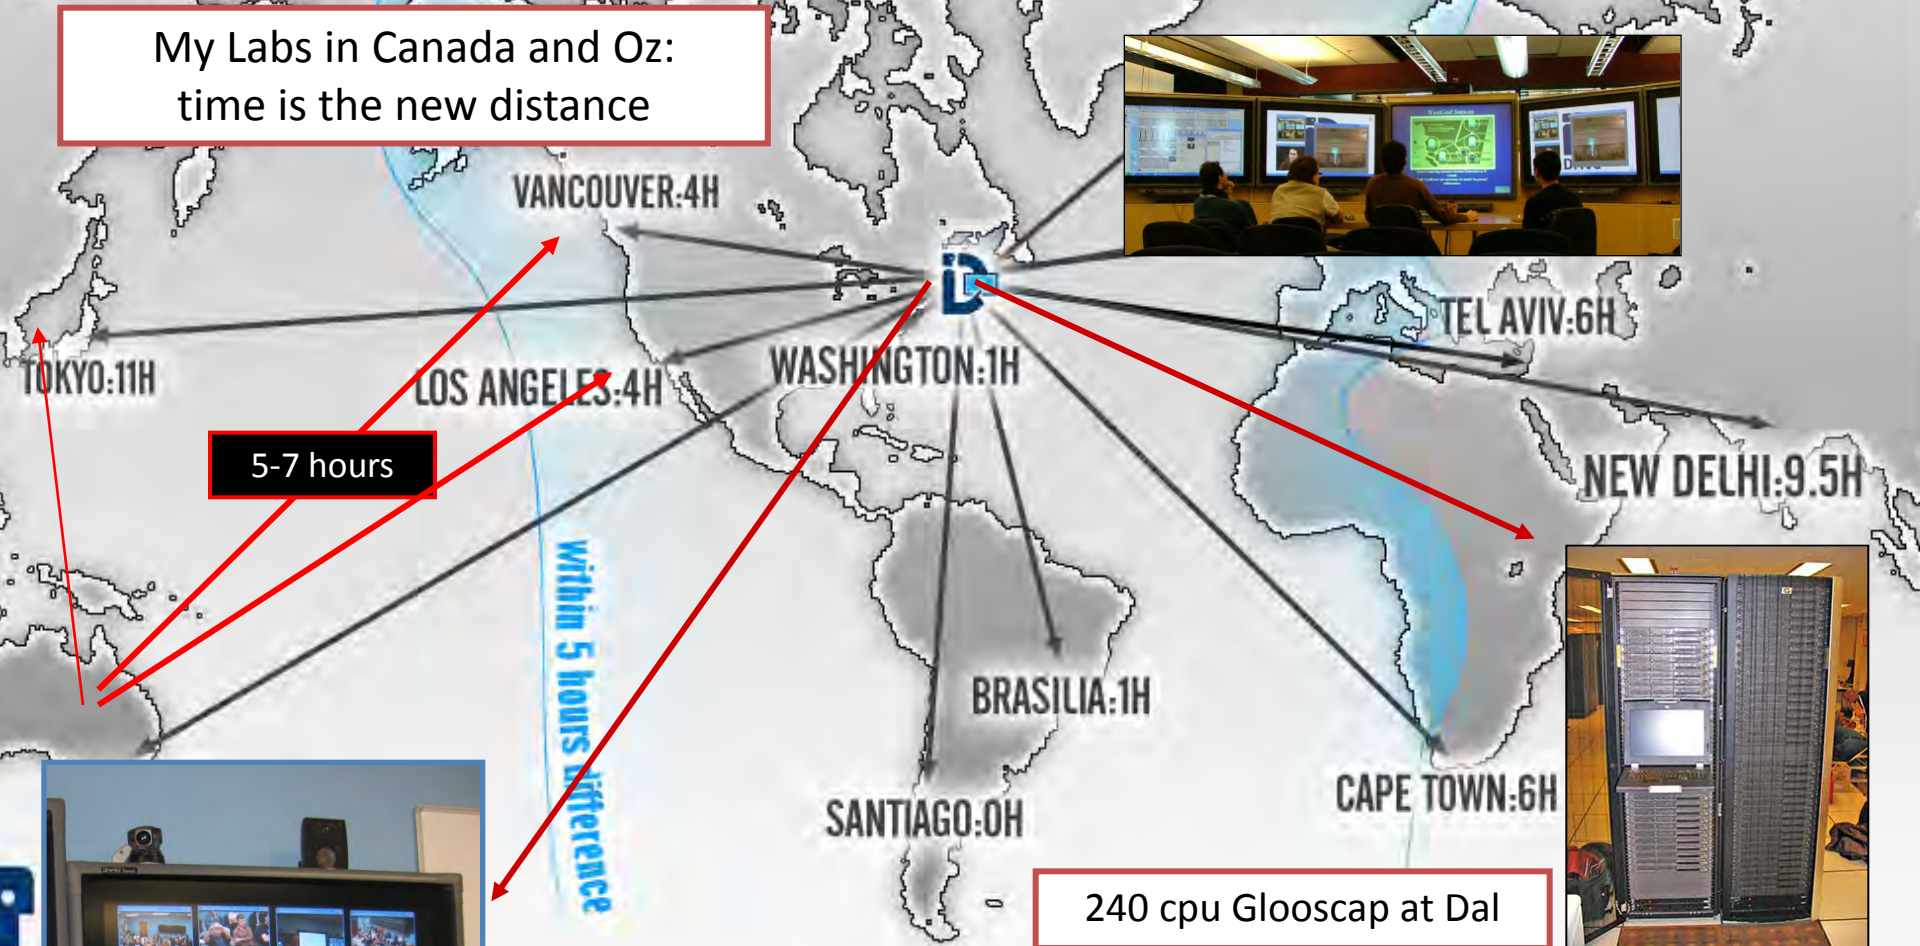 My Labs in Canada and Oz:
time is the new distance
VANCOUVER:4H
TEL AVIV:6H
TOKYO:11H
LOS ANGELES:4H
WASHINGTON:1H
5-7 hours
NEW DELHI:9.5H
within 5 hours difference
BRASILIA:1H
CAPE TOWN:6H
SANTIAGO:0H
240 cpu Glooscap at Dal